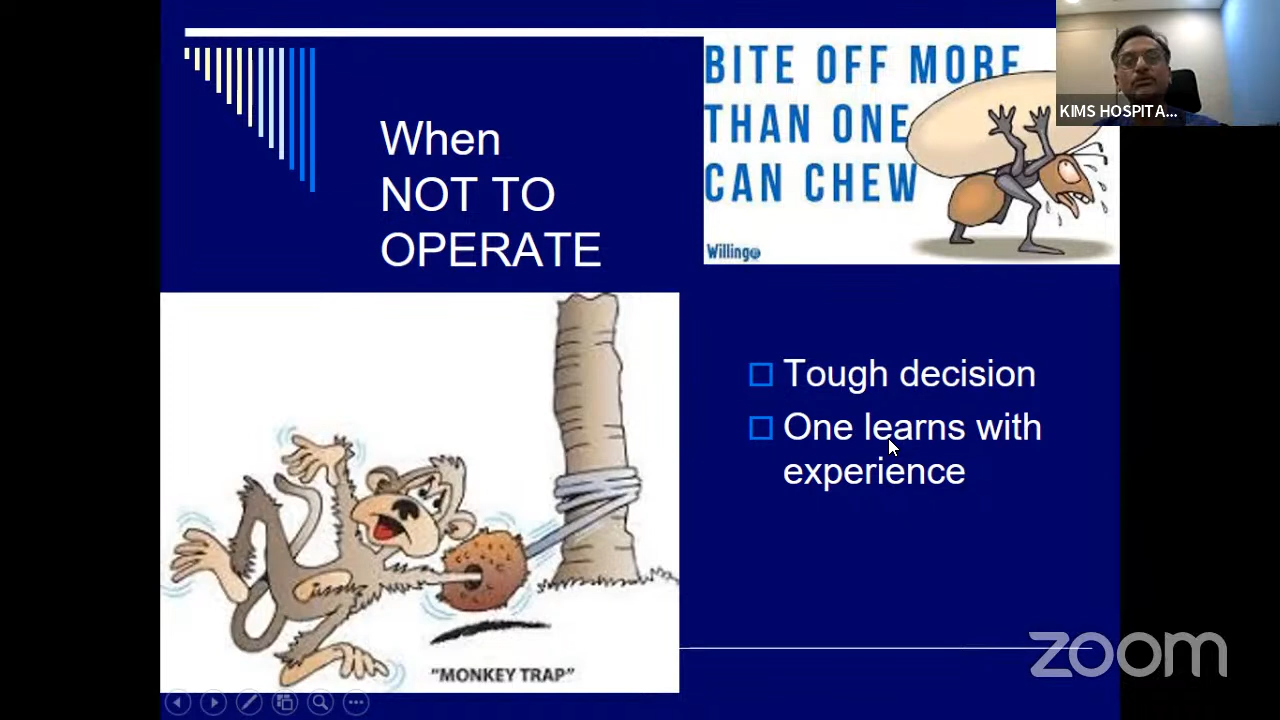 When
NOT TO
OPERATE
BITE OFF MORE
THAN ONE
CAN CHEW
Willingo
KIMS HOSPITA...
Tough decision
One learns with
experience
"MONKEY TRAP"
zoom